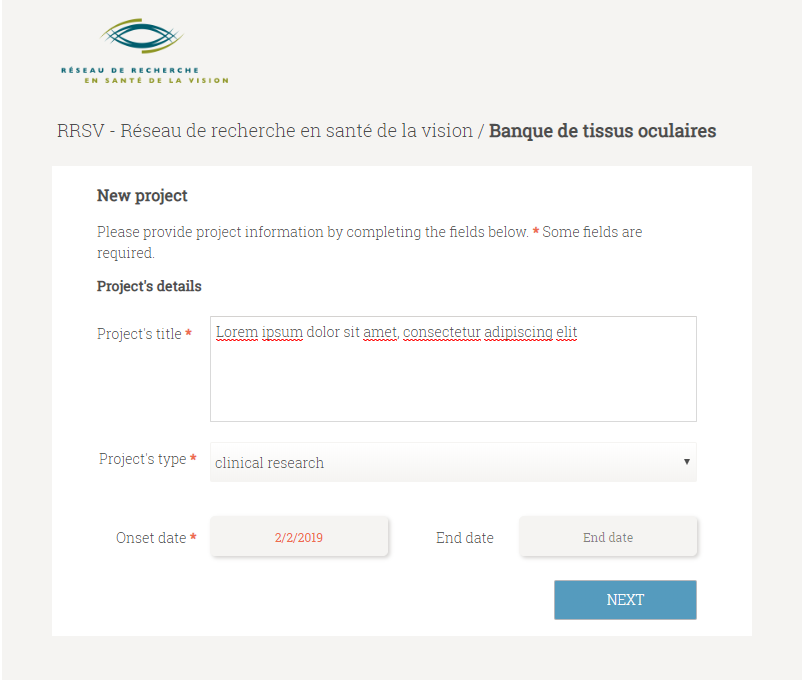 RÉSEAU DE RECHERCHE
EN SANTÉ DE LA VISION
RRSV - Réseau de recherche en santé de la vision / Banque de tissus oculaires
New project
Please provide project information by completing the fields below. * Some fields are
required.
Project's details
Project's title *
Lorem ipsum dolor sit amet, consectetur adipiscing elit
Project's type *
clinical research
Onset date * 2/2/2019 End date End date
NEXT